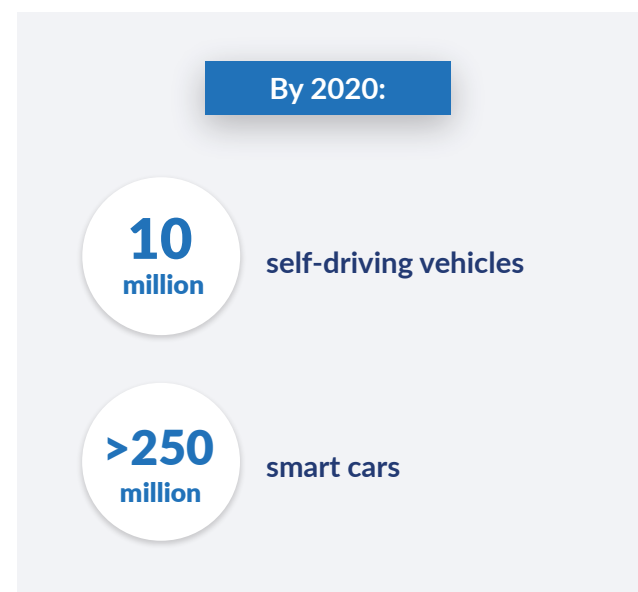 By 2020:
10
million
self-driving vehicles
>250
million
smart cars